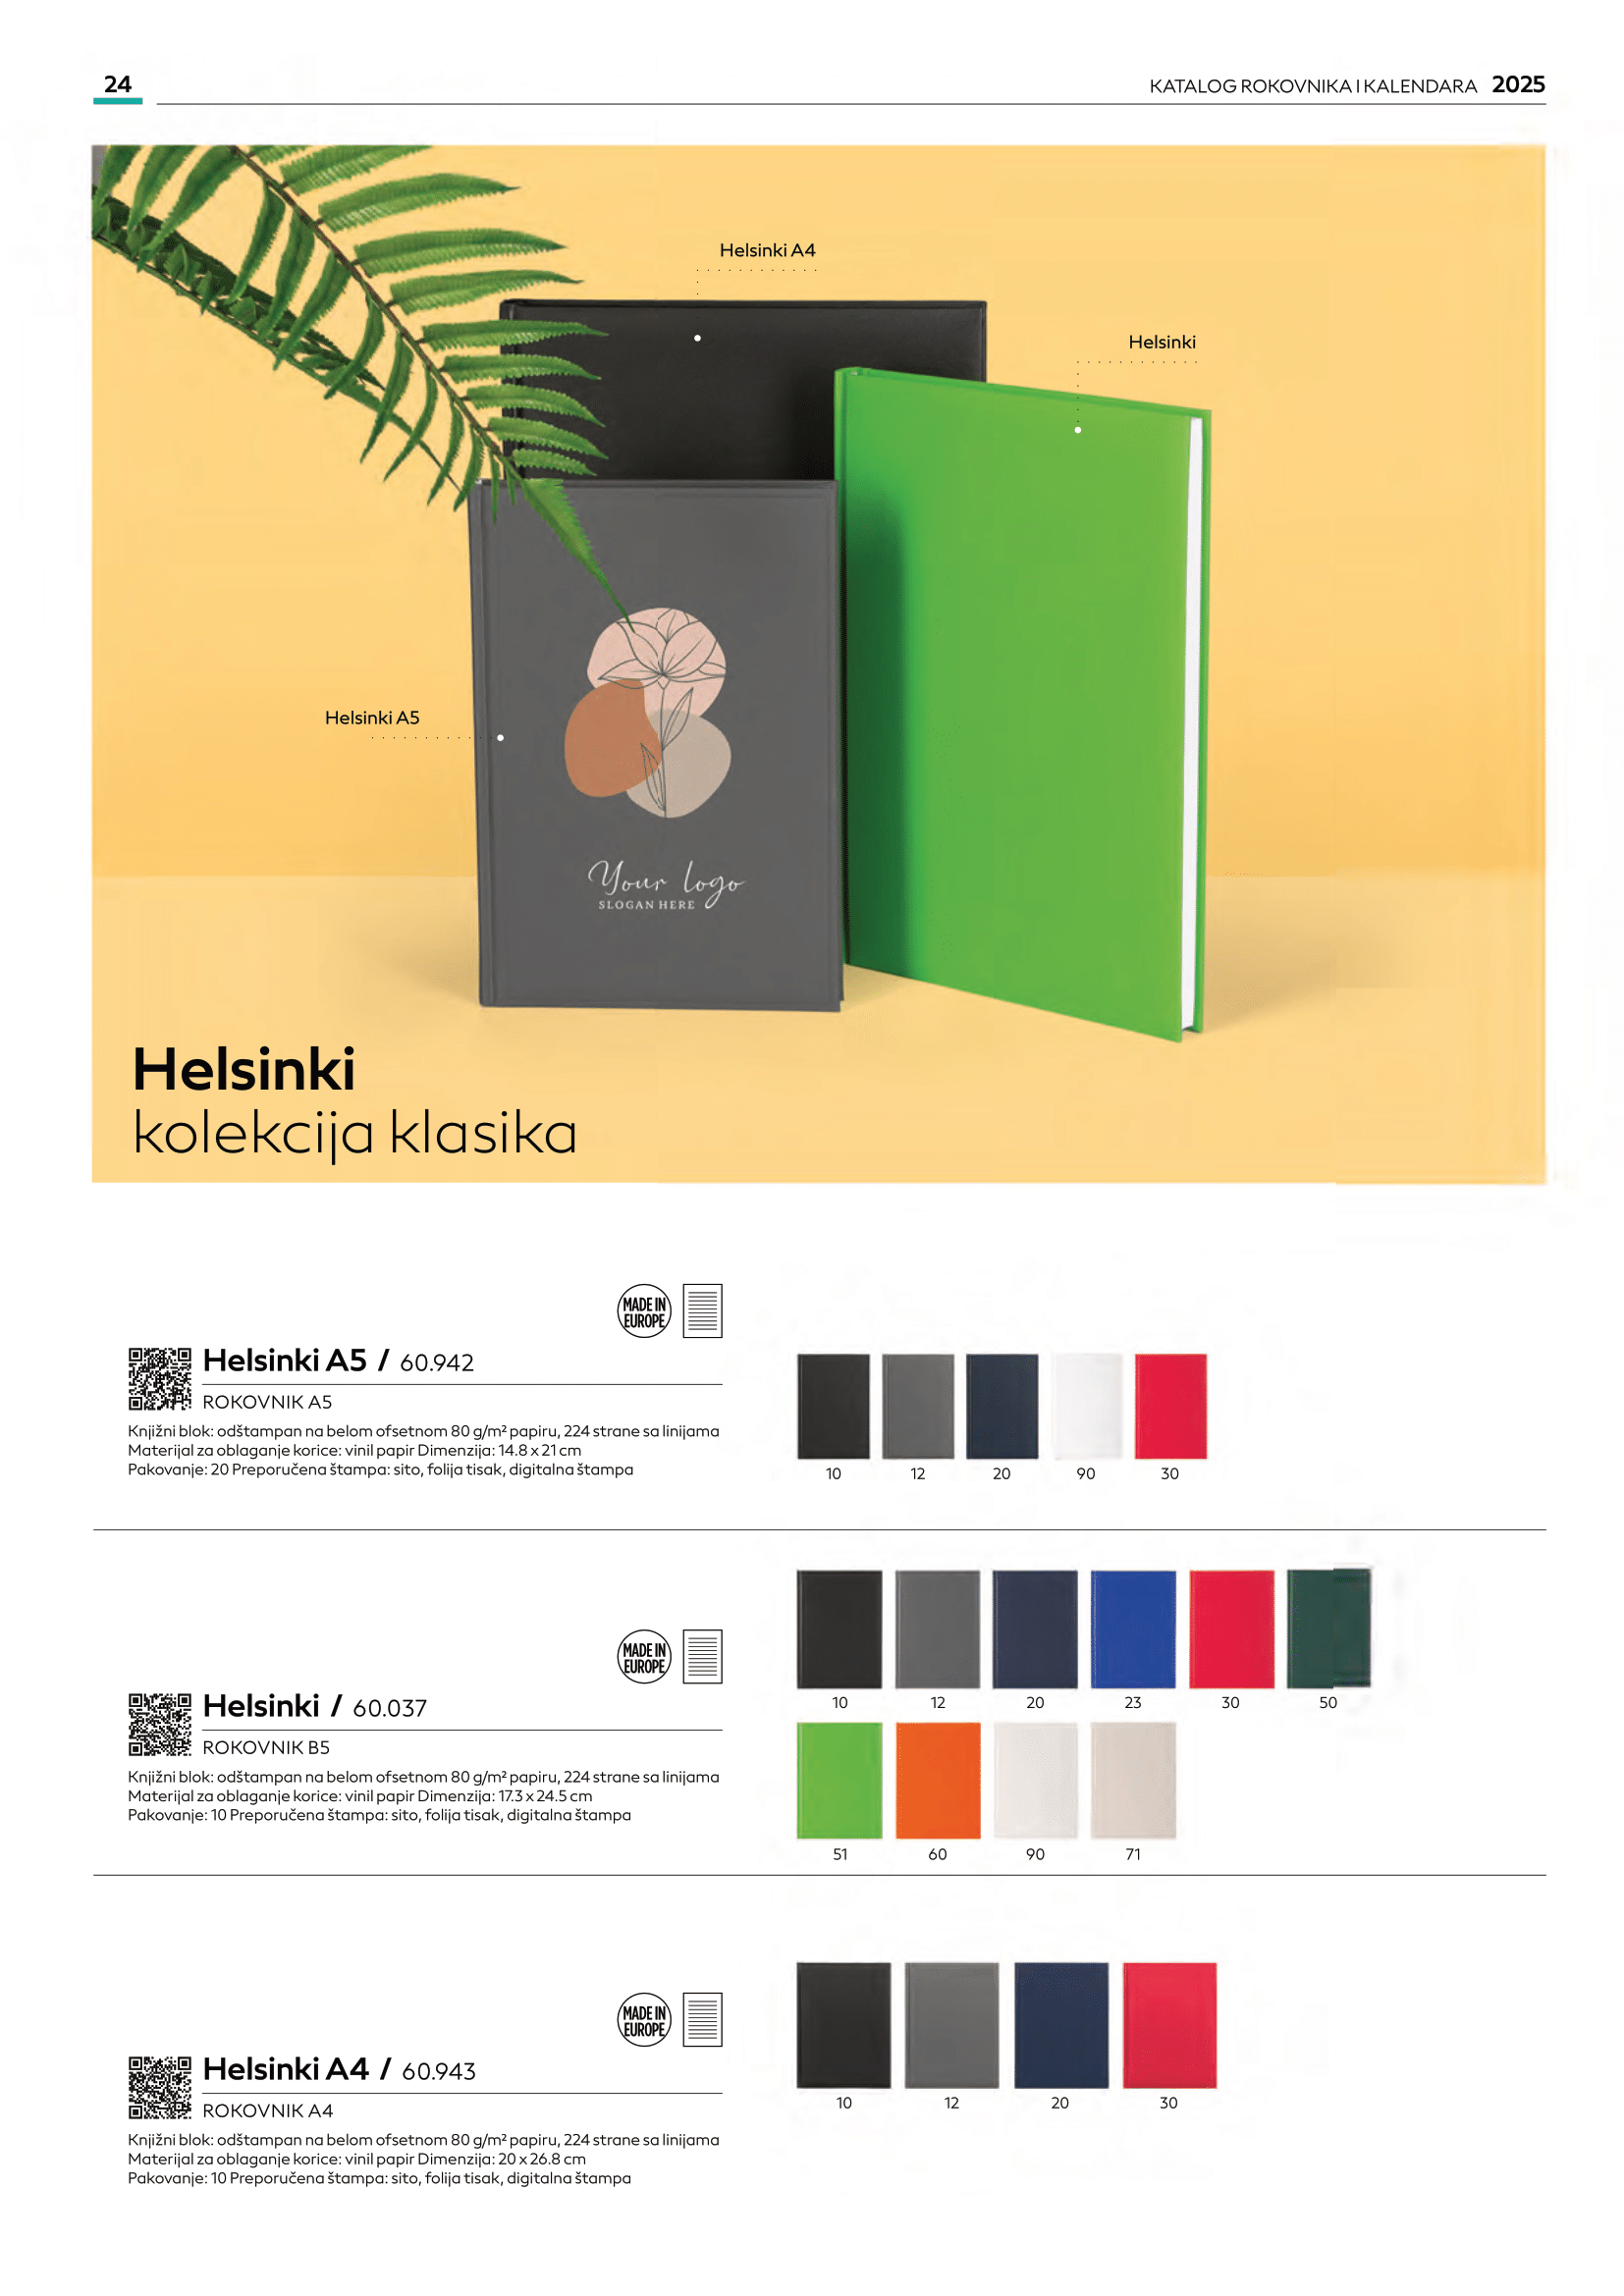 24
KATALOG ROKOVNIKA I KALENDARA 2025
Helsinki A4
Helsinki
Helsinki A5
Your logo
SLOGAN HERE
Helsinki
kolekcija klasika
MADE IN
EUROPE
Helsinki A5 / 60.942
ROKOVNIK A5
Knjižni blok: odštampan na belom ofsetnom 80 g/m² papiru, 224 strane sa linijama
Materijal za oblaganje korice: vinil papir Dimenzija: 14.8 x 21 cm
Pakovanje: 20 Preporučena štampa: sito, folija tisak, digitalna štampa
10 12 20 90 30
MADE IN
EUROPE
Helsinki / 60.037
ROKOVNIK B5
Knjižni blok: odštampan na belom ofsetnom 80 g/m² papiru, 224 strane sa linijama
Materijal za oblaganje korice: vinil papir Dimenzija: 17.3 x 24.5 cm
Pakovanje: 10 Preporučena štampa: sito, folija tisak, digitalna štampa
10 12 20 23 30 50
51 60 90 71
MADE IN
EUROPE
Helsinki A4 / 60.943
ROKOVNIK A4
Knjižni blok: odštampan na belom ofsetnom 80 g/m² papiru, 224 strane sa linijama
Materijal za oblaganje korice: vinil papir Dimenzija: 20 x 26.8 cm
Pakovanje: 10 Preporučena štampa: sito, folija tisak, digitalna štampa
10 12 20 30